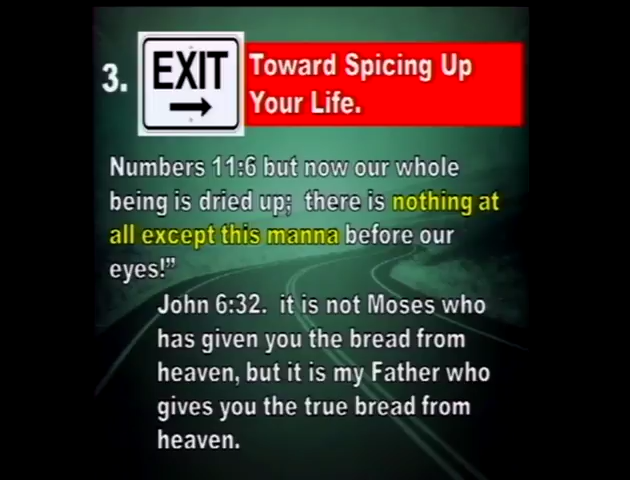 3. EXIT Toward Spicing Up
Your Life.
Numbers 11:6 but now our whole
being is dried up; there is nothing at
all except this manna before our
eyes!”
John 6:32. it is not Moses who
has given you the bread from
heaven, but it is my Father who
gives you the true bread from
heaven.